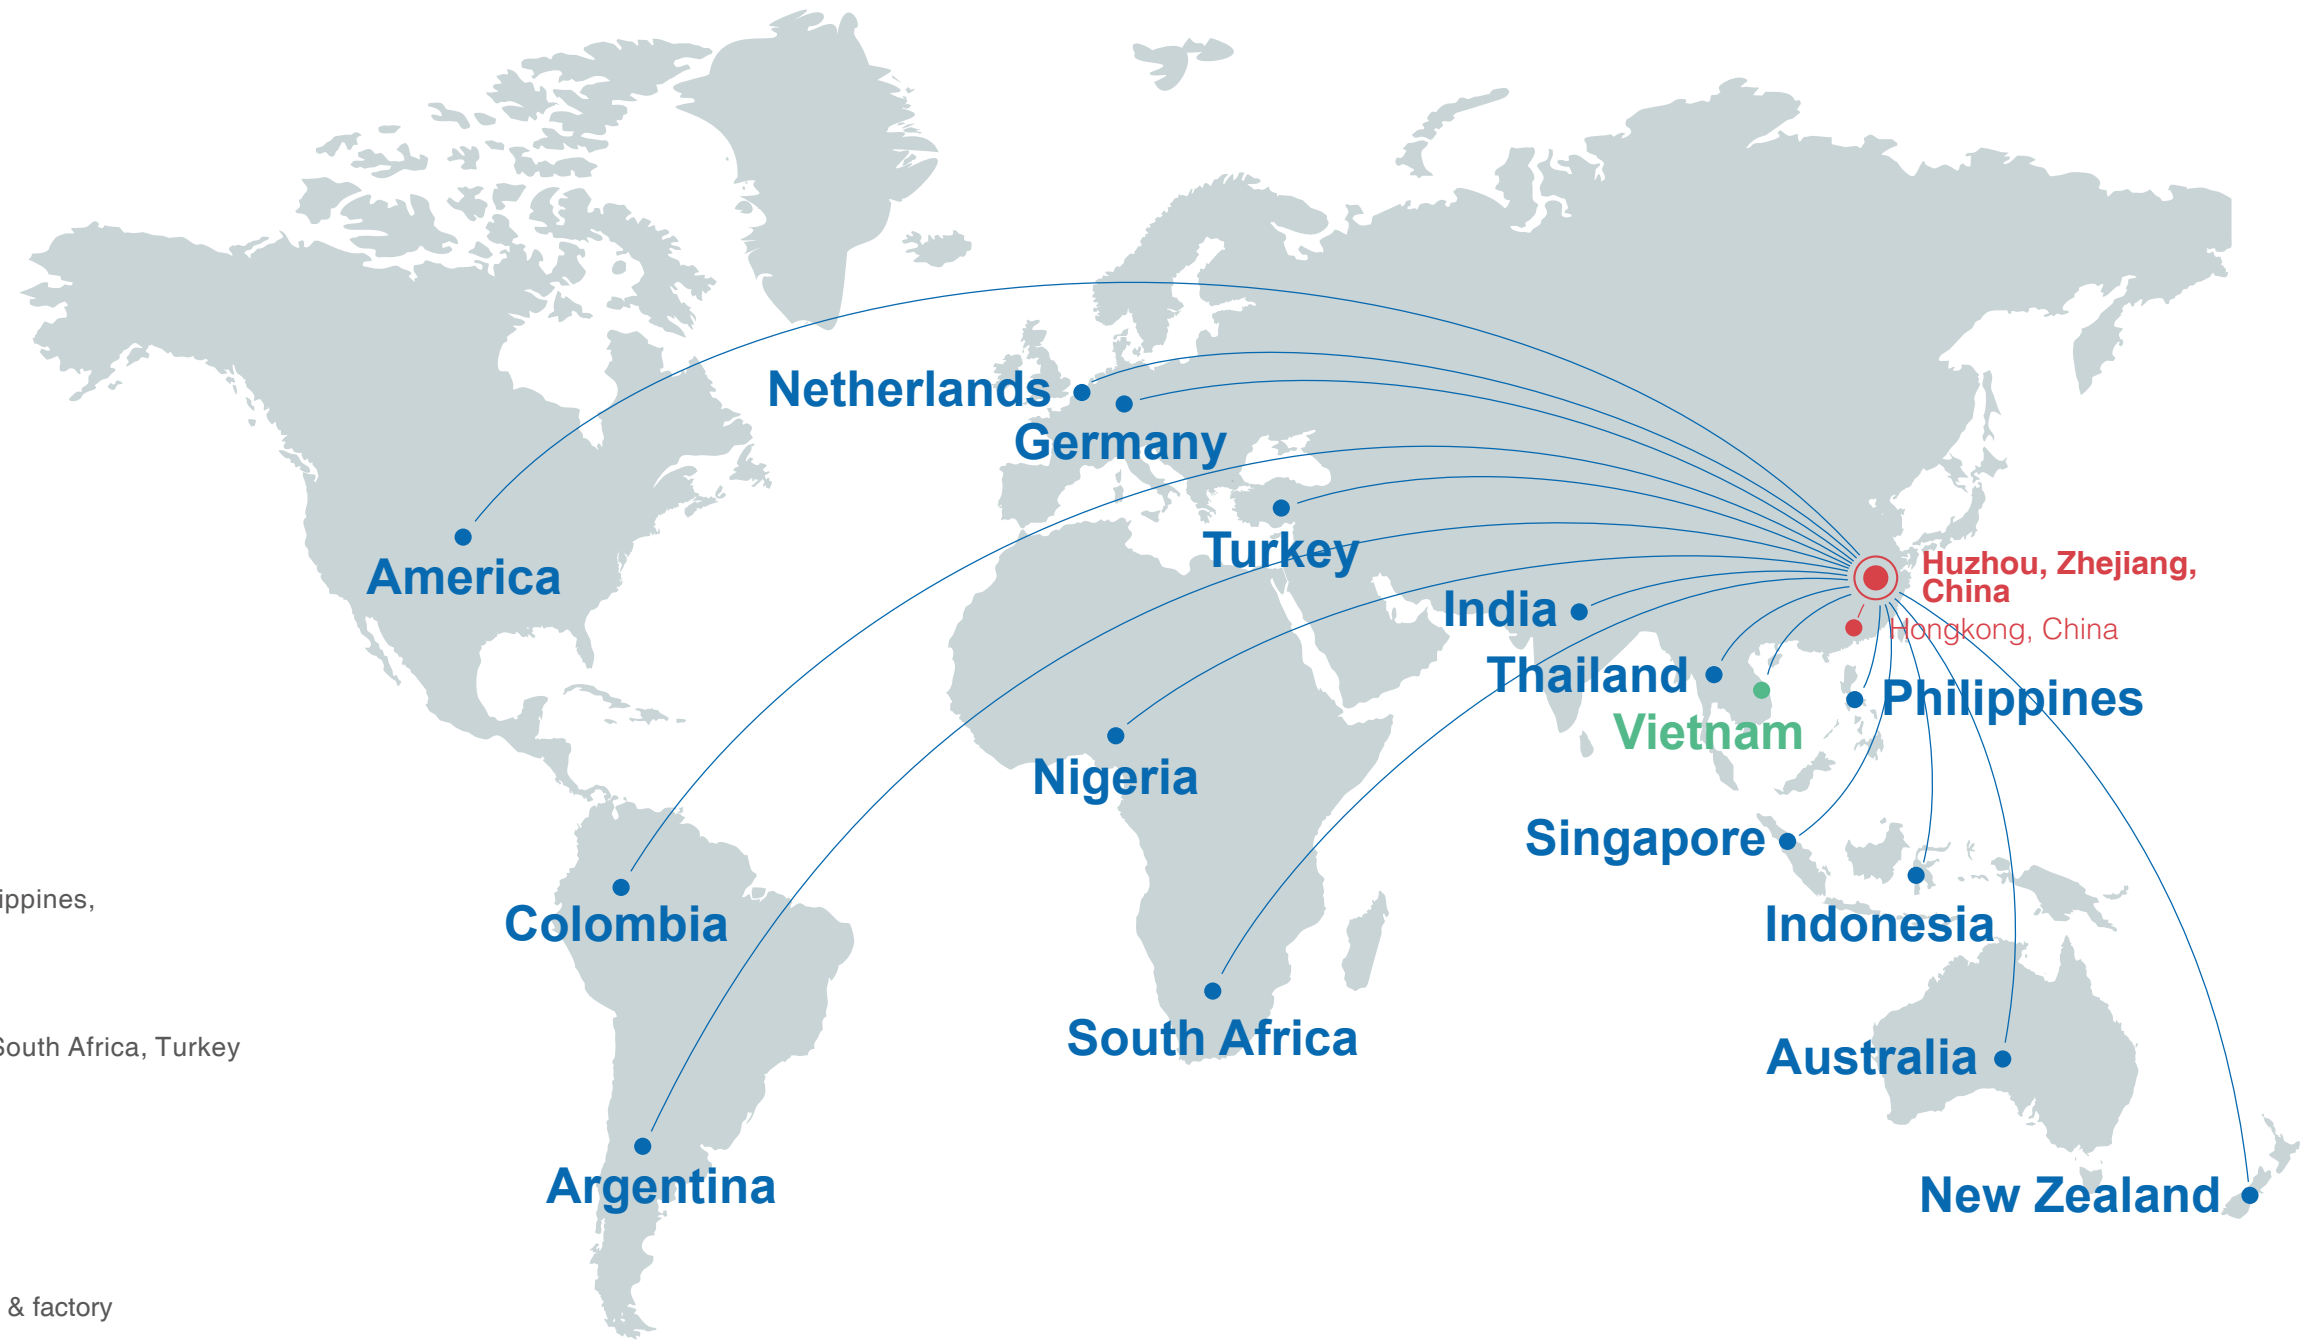 Netherlands
Germany
Turkey
America
Huzhou, Zhejiang,
China
India
Hongkong, China
Thailand
Philippines
Vietnam
Nigeria
Singapore
ippines,
Colombia
Indonesia
South Africa
South Africa, Turkey
Australia
Argentina
New Zealand
& factory